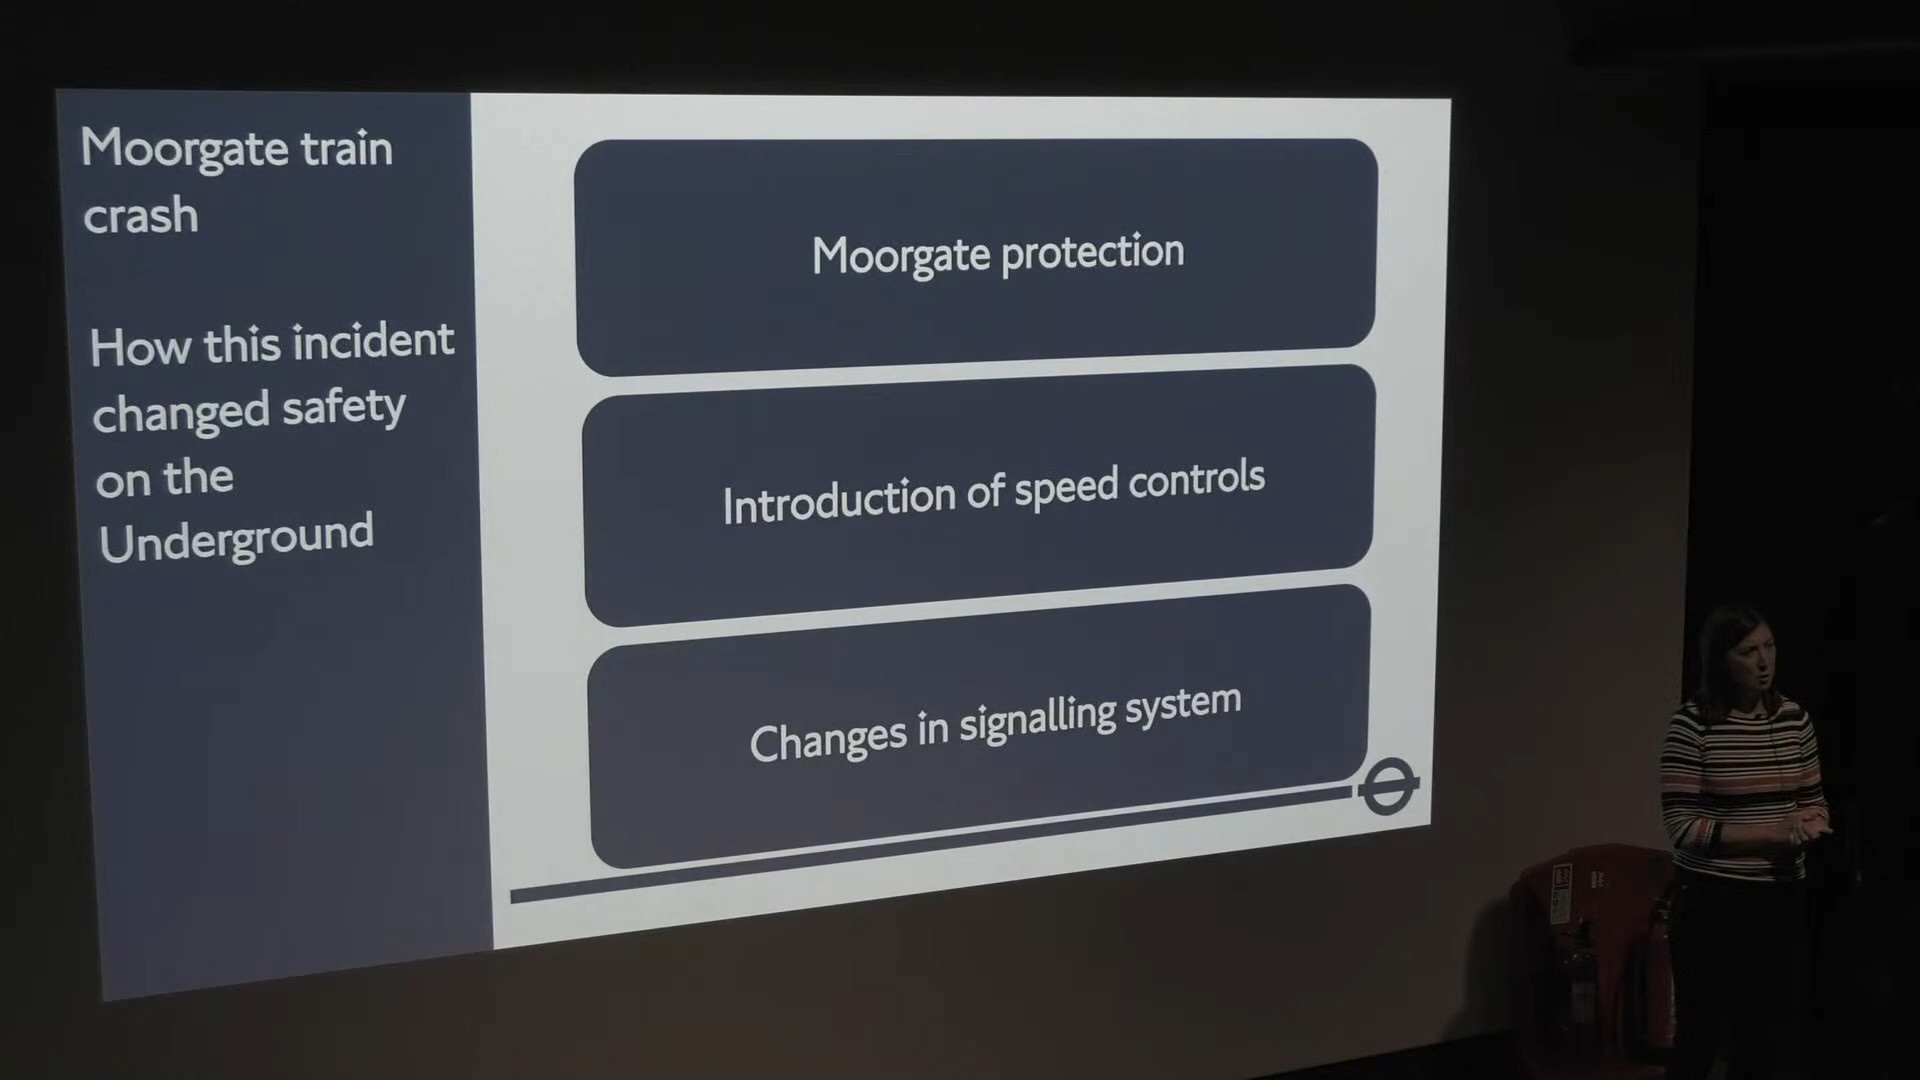 Moorgate train
crash
How this incident
changed safety
on the
Underground
Moorgate protection
Introduction of speed controls
Changes in signalling system